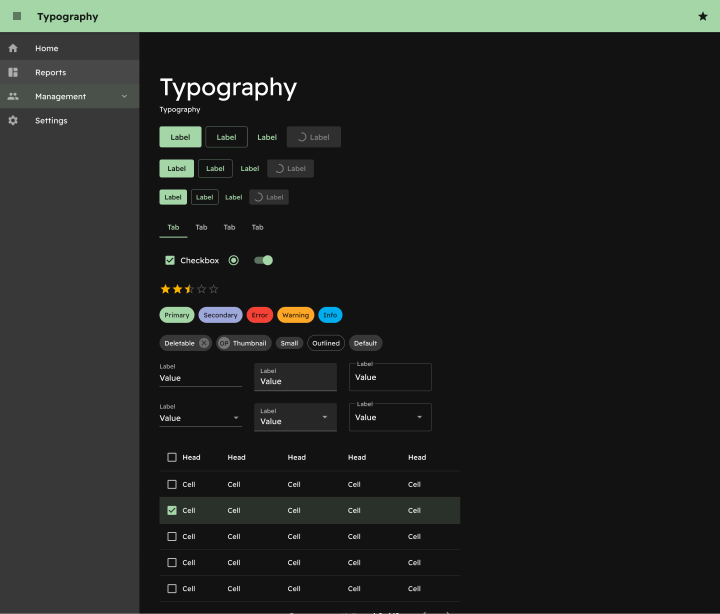 Typography
Home
Reports
Management
Settings
Typography
Typography
Label Label Label Label
Label Label Label Label
Label Label Label Label
Tab Tab Tab Tab
Checkbox
Primary Secondary Error Warning Info
Deletable OP Thumbnail Small Outlined Default
Label Label Label
Value Value Value
Label Label Label
Value Value Value
Head Head Head Head Head
Cell Cell Cell Cell Cell
Cell Cell Cell Cell Cell
Cell Cell Cell Cell Cell
Cell Cell Cell Cell Cell
Cell Cell Cell Cell Cell